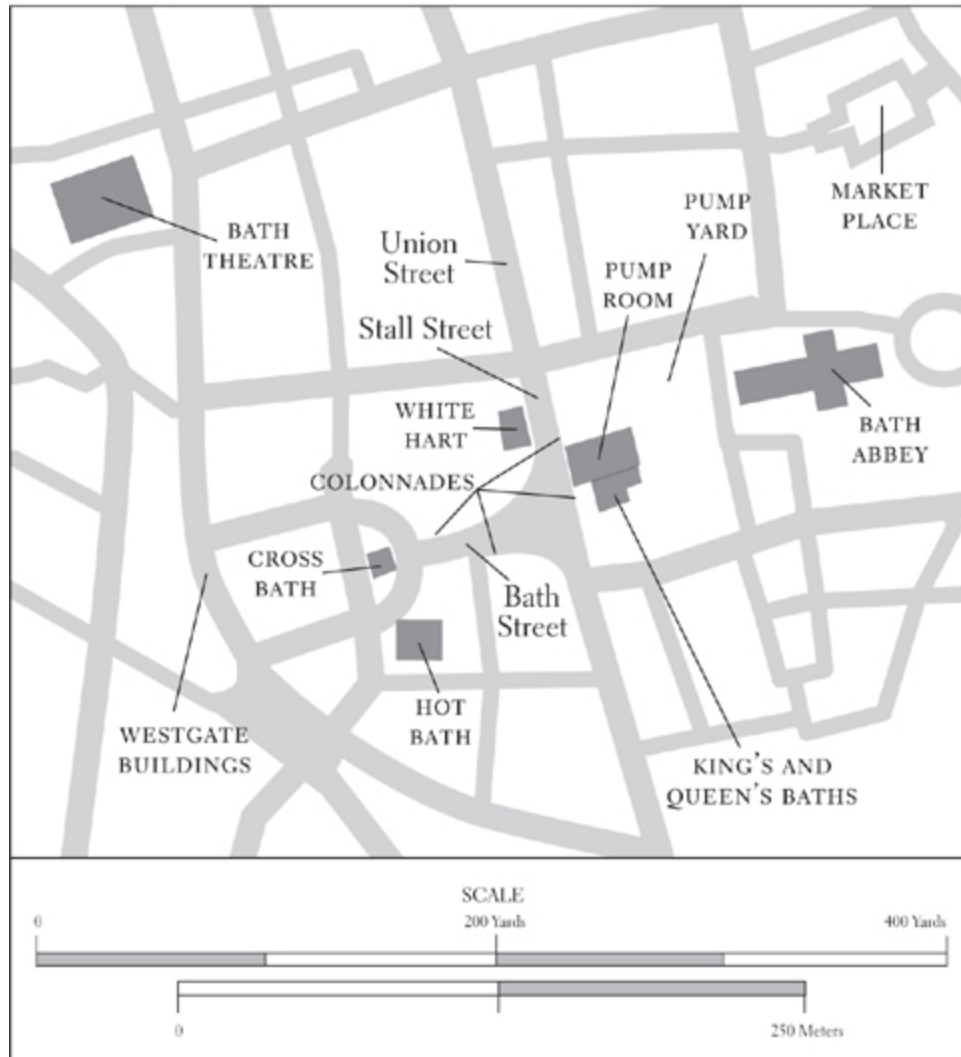 MARKET
PLACE
PUMP
YARD
BATH
THEATRE
Union
Street
PUMP
ROOM
Stall Street
WHITE
HART
BATH
ABBEY
COLONNADES
CROSS
BATH
Bath
Street
HOT
BATH
WESTGATE
BUILDINGS
KING'S AND
QUEEN'S BATHS
SCALE
0 200 Yards 400 Yards
0 250 Meters